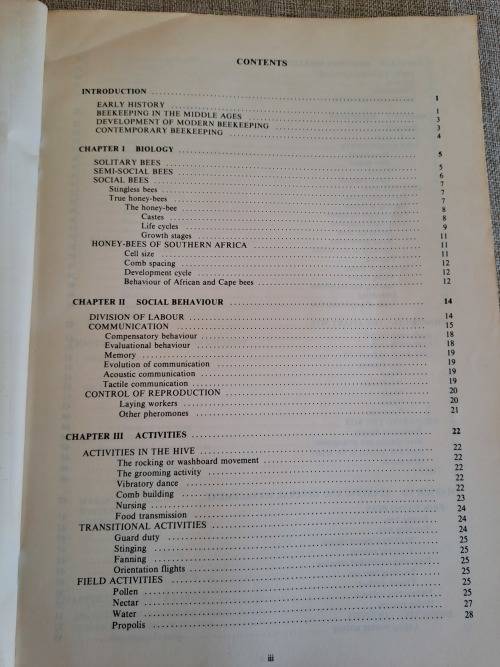 CONTENTS
INTRODUCTION 1
EARLY HISTORY 1
BEEKEEPING IN THE MIDDLE AGES 3
DEVELOPMENT OF MODERN BEEKEEPING 3
CONTEMPORARY BEEKEEPING 4
CHAPTER I BIOLOGY 5
SOLITARY BEES 5
SEMI-SOCIAL BEES 6
SOCIAL BEES 7
Stingless bees 7
True honey-bees 7
The honey-bee 8
Castes 8
Life cycles 9
Growth stages 11
HONEY-BEES OF SOUTHERN AFRICA 11
Cell size 11
Comb spacing 12
Development cycle 12
Behaviour of African and Cape bees 12
CHAPTER II SOCIAL BEHAVIOUR 14
DIVISION OF LABOUR 14
COMMUNICATION 15
Compensatory behaviour 18
Evaluational behaviour 18
Memory 19
Evolution of communication 19
Acoustic communication 19
Tactile communication 19
CONTROL OF REPRODUCTION 20
Laying workers 20
Other pheromones 21
CHAPTER III ACTIVITIES 22
ACTIVITIES IN THE HIVE 22
The rocking or washboard movement 22
The grooming activity 22
Vibratory dance 22
Comb building 22
Nursing 23
Food transmission 24
TRANSITIONAL ACTIVITIES 24
Guard duty 24
Stinging 25
Fanning 25
Orientation flights 25
FIELD ACTIVITIES 25
Pollen 25
Nectar 25
Water 27
Propolis 28
iii